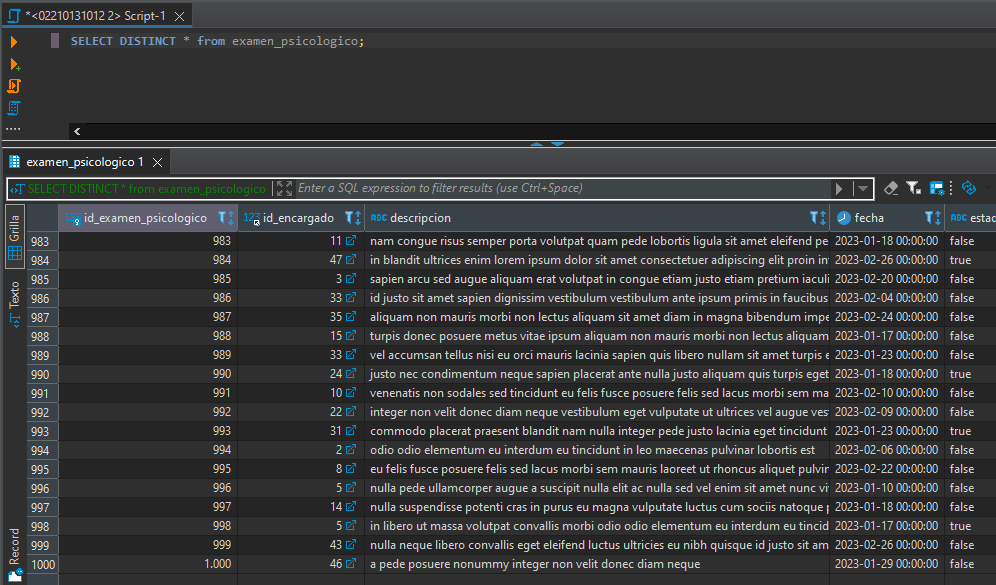 *<02210131012 2> Script-1
SELECT DISTINCT * from examen_psicologico;
examen_psicologico 1
SELECT DISTINCT * from examen_psicologico Enter a SQL expression to filter results (use Ctrl+Space)
Grilla
Texto
Record
123 id_examen_psicologico 123 id_encargado ABC descripcion fecha ABC estad
983 983 11 nam congue risus semper porta volutpat quam pede lobortis ligula sit amet eleifend pe 2023-01-18 00:00:00 false
984 984 47 in blandit ultrices enim lorem ipsum dolor sit amet consectetuer adipiscing elit proin in 2023-02-26 00:00:00 true
985 985 3 sapien arcu sed augue aliquam erat volutpat in congue etiam justo etiam pretium iaculi 2023-02-20 00:00:00 false
986 986 33 id justo sit amet sapien dignissim vestibulum vestibulum ante ipsum primis in faucibus 2023-02-04 00:00:00 false
987 987 35 aliquam non mauris morbi non lectus aliquam sit amet diam in magna bibendum impe 2023-02-24 00:00:00 false
988 988 15 turpis donec posuere metus vitae ipsum aliquam non mauris morbi non lectus aliquam 2023-01-17 00:00:00 false
989 989 33 vel accumsan tellus nisi eu orci mauris lacinia sapien quis libero nullam sit amet turpis e 2023-01-23 00:00:00 false
990 990 24 justo nec condimentum neque sapien placerat ante nulla justo aliquam quis turpis eget 2023-01-18 00:00:00 true
991 991 10 venenatis non sodales sed tincidunt eu felis fusce posuere felis sed lacus morbi sem ma 2023-02-10 00:00:00 false
992 992 22 integer non velit donec diam neque vestibulum eget vulputate ut ultrices vel augue ves 2023-02-09 00:00:00 false
993 993 31 commodo placerat praesent blandit nam nulla integer pede justo lacinia eget tincidunt 2023-01-23 00:00:00 true
994 994 2 odio odio elementum eu interdum eu tincidunt in leo maecenas pulvinar lobortis est 2023-02-06 00:00:00 false
995 995 8 eu felis fusce posuere felis sed lacus morbi sem mauris laoreet ut rhoncus aliquet pulvin 2023-02-22 00:00:00 false
996 996 5 nulla pede ullamcorper augue a suscipit nulla elit ac nulla sed vel enim sit amet nunc vi 2023-01-10 00:00:00 false
997 997 14 nulla suspendisse potenti cras in purus eu magna vulputate luctus cum sociis natoque p 2023-01-18 00:00:00 false
998 998 5 in libero ut massa volutpat convallis morbi odio odio elementum eu interdum eu tincid 2023-01-17 00:00:00 true
999 999 43 nulla neque libero convallis eget eleifend luctus ultricies eu nibh quisque id justo sit am 2023-02-26 00:00:00 false
1000 1.000 46 a pede posuere nonummy integer non velit donec diam neque 2023-01-29 00:00:00 false